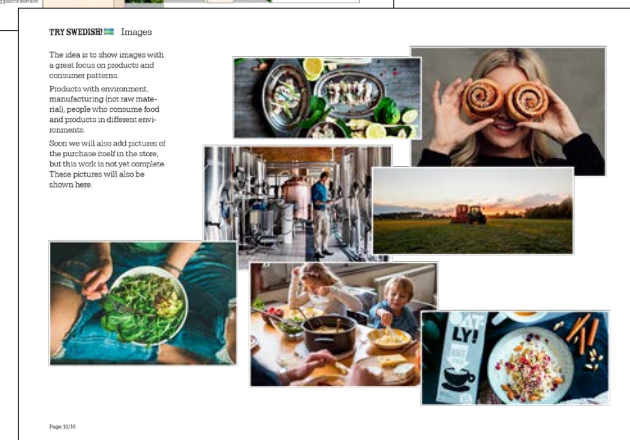 TRY SWEDISH! Images
The idea is to show images with
a great focus on products and
consumer patterns.
Products with environment,
manufacturing (not raw mate-
rial), people who consume food
and products in different envi-
ronments.
Soon we will also add pictures of
the purchase itself in the store,
but this work is not yet complete.
These pictures will also be
shown here.
OAT-
LY!
Page 10/16